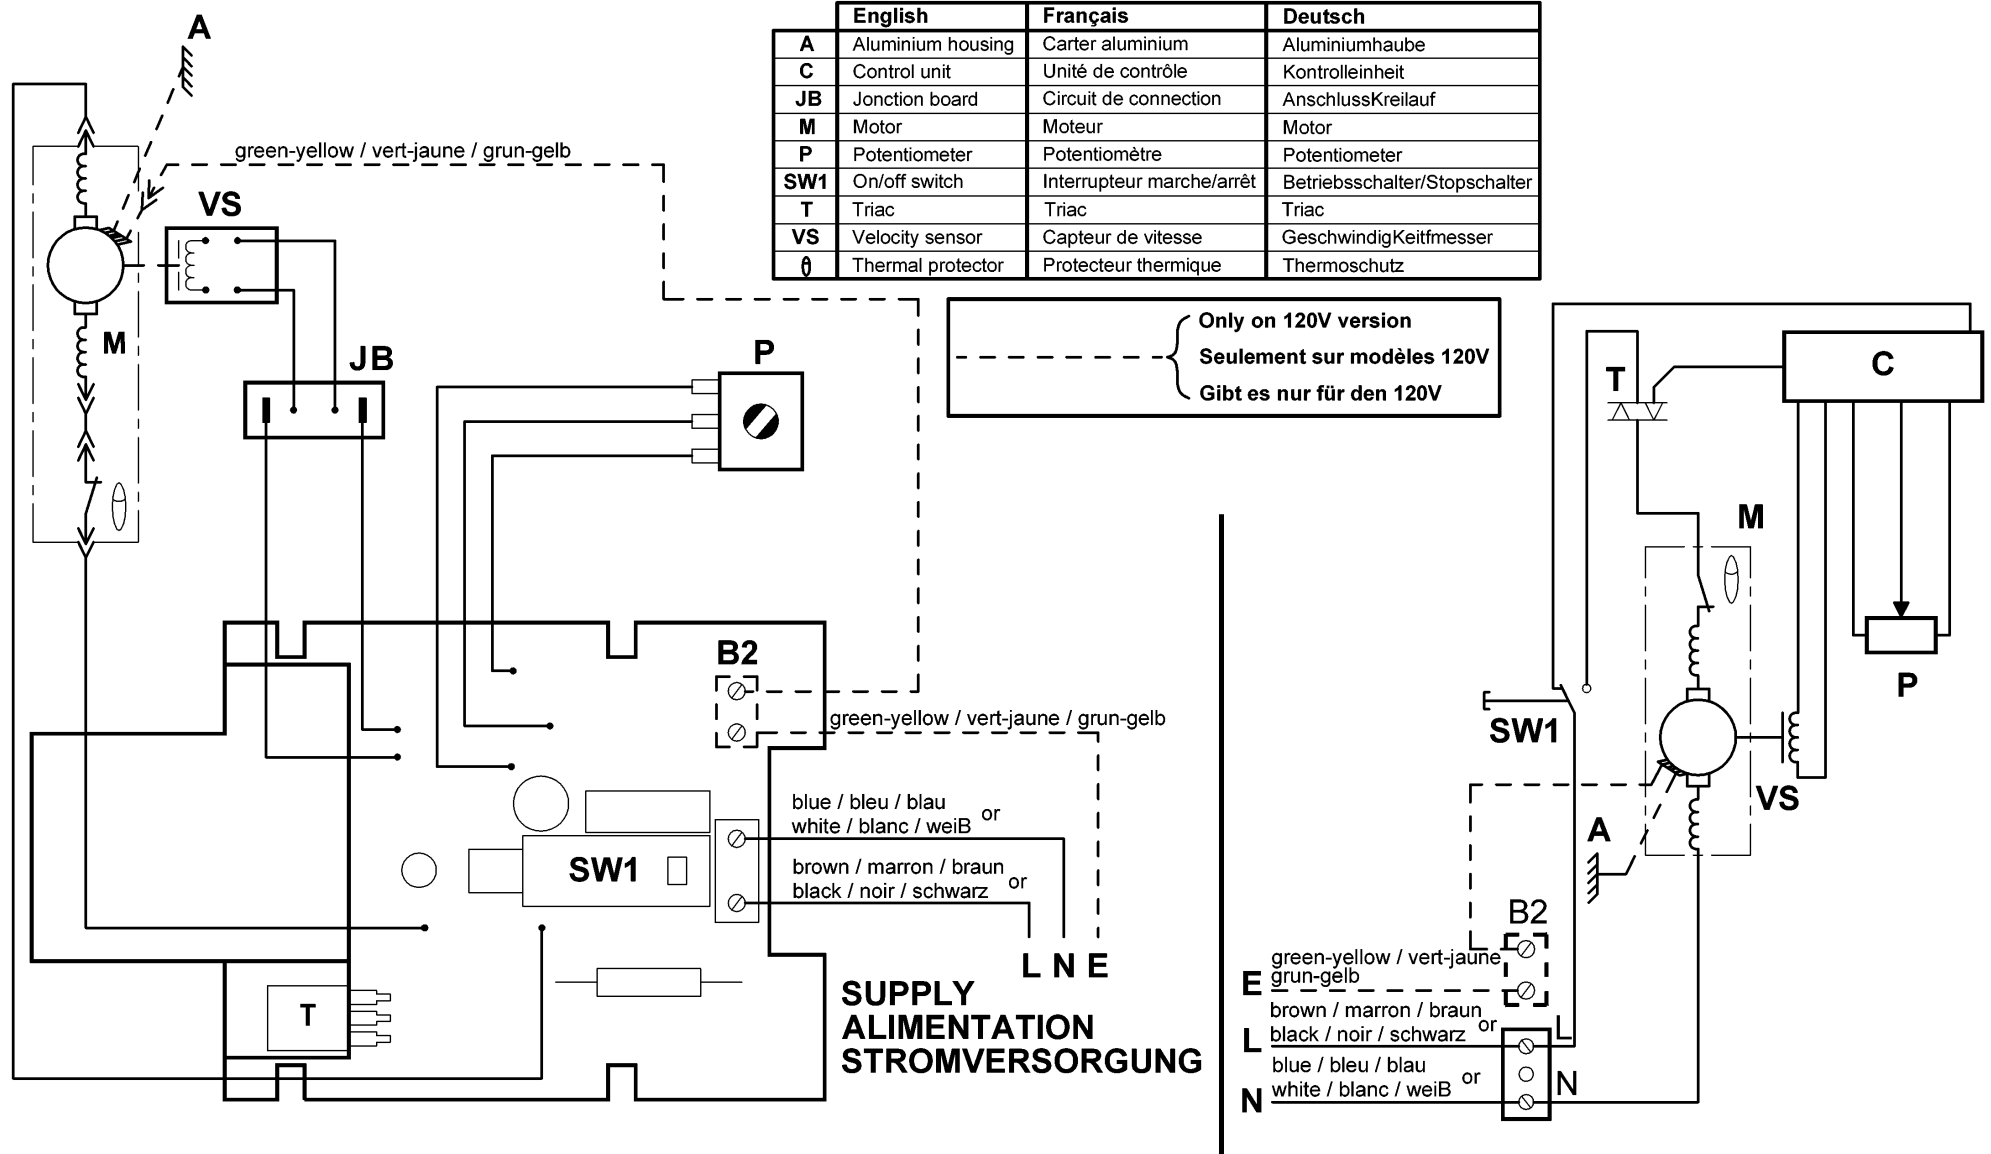 English Français Deutsch
A Aluminium housing Carter aluminium Aluminiumhaube
C Control unit Unité de contrôle Kontrolleinheit
JB Jonction board Circuit de connection AnschlussKreilauf
M Motor Moteur Motor
P Potentiometer Potentiomètre Potentiometer
SW1 On/off switch Interrupteur marche/arrêt Betriebsschalter/Stopschalter
T Triac Triac Triac
VS Velocity sensor Capteur de vitesse GeschwindigKeitfmesser
θ Thermal protector Protecteur thermique Thermoschutz
Only on 120V version
Seulement sur modèles 120V
Gibt es nur für den 120V
A
green-yellow / vert-jaune / grun-gelb
VS
M
JB
P
B2
green-yellow / vert-jaune / grun-gelb
blue / bleu / blau
or
white / blanc / weiB
SW1
brown / marron / braun
or
black / noir / schwarz
L N E
T
SUPPLY
ALIMENTATION
STROMVERSORGUNG
C
T
M
P
SW1
VS
A
B2
green-yellow / vert-jaune
E grun-gelb
brown / marron / braun
or
L black / noir / schwarz
L
blue / bleu / blau
or
N white / blanc / weiB
N